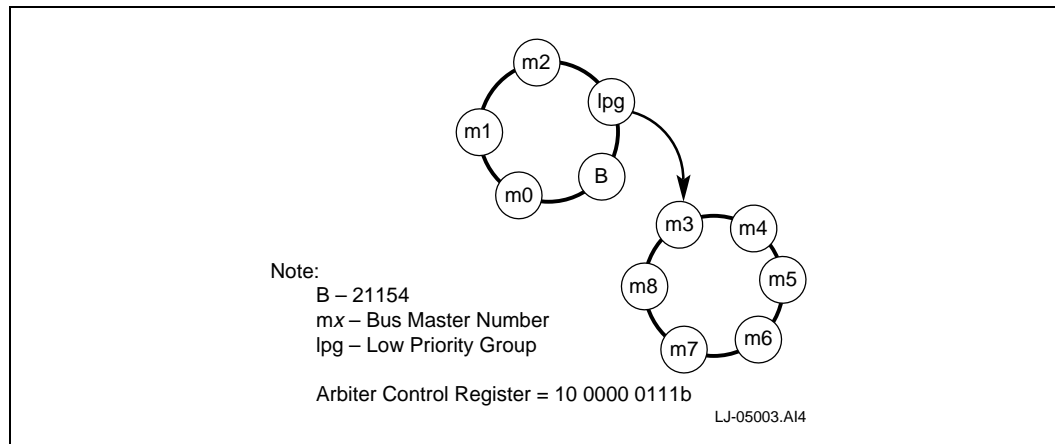 m2
lpg
m1
B
m0
m3
m4
m8
m5
m7
m6
Note:
B – 21154
mx – Bus Master Number
lpg – Low Priority Group
Arbiter Control Register = 10 0000 0111b
LJ-05003.AI4